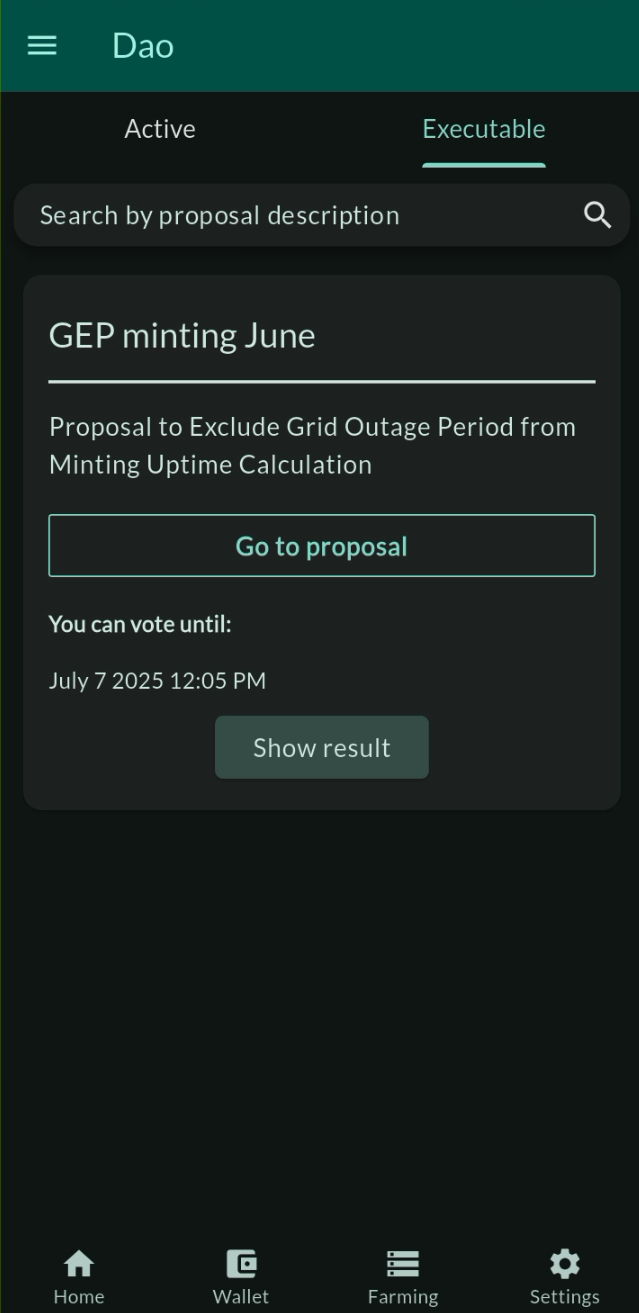 Dao
Active
Executable
Search by proposal description
GEP minting June
Proposal to Exclude Grid Outage Period from
Minting Uptime Calculation
Go to proposal
You can vote until:
July 7 2025 12:05 PM
Show result
Home
Wallet
Farming
Settings